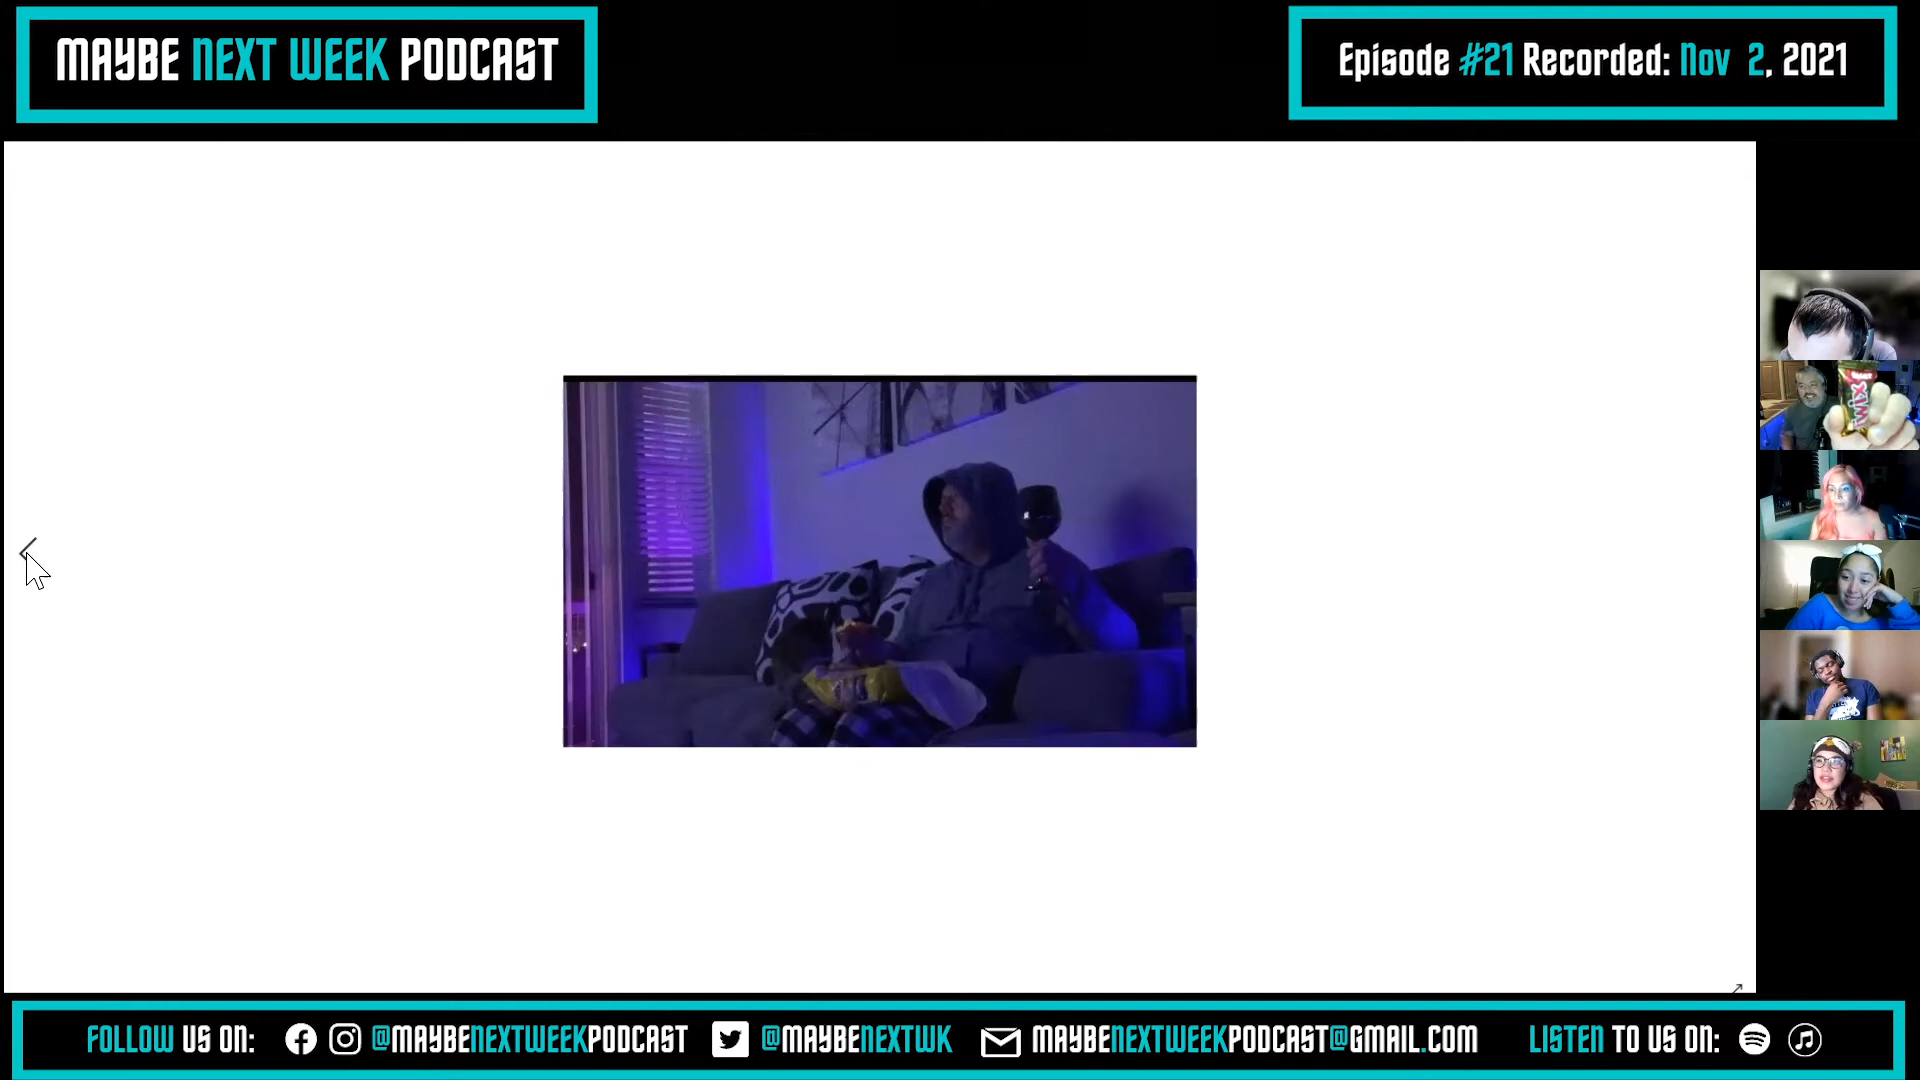 MAYBE NEXT WEEK PODCAST
Episode #21 Recorded: Nov 2, 2021
TWIX
FOLLOW US ON: @MAYBENEXTWEEKPODCAST @MAYBENEXTWK MAYBENEXTWEEKPODCAST@GMAIL.COM LISTEN TO US ON: